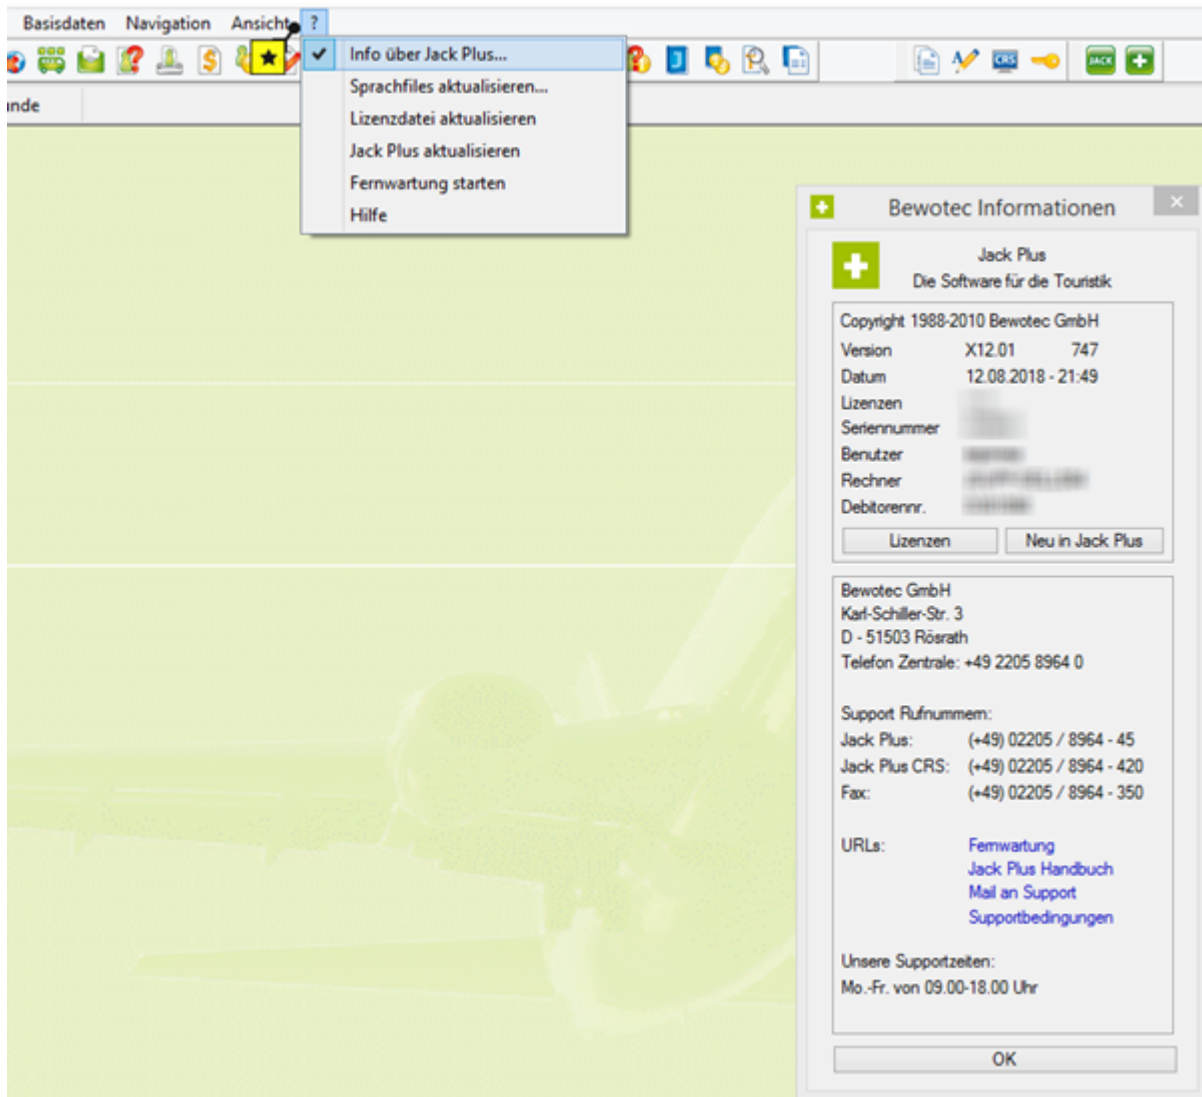 Basisdaten Navigation Ansicht ?
Info über Jack Plus...
Sprachfiles aktualisieren...
Lizenzdatei aktualisieren
Jack Plus aktualisieren
Fernwartung starten
Hilfe
CRS JACK
unde
Bewotec Informationen
Jack Plus
Die Software für die Touristik
Copyright 1988-2010 Bewotec GmbH
Version X12.01 747
Datum 12.08.2018 - 21:49
Lizenzen
Seriennummer
Benutzer
Rechner
Debitorennr.
Lizenzen Neu in Jack Plus
Bewotec GmbH
Karl-Schiller-Str. 3
D - 51503 Rösrath
Telefon Zentrale: +49 2205 8964 0
Support Rufnummern:
Jack Plus: (+49) 02205 / 8964 - 45
Jack Plus CRS: (+49) 02205 / 8964 - 420
Fax: (+49) 02205 / 8964 - 350
URLs: Fernwartung
Jack Plus Handbuch
Mail an Support
Supportbedingungen
Unsere Supportzeiten:
Mo.-Fr. von 09.00-18.00 Uhr
OK